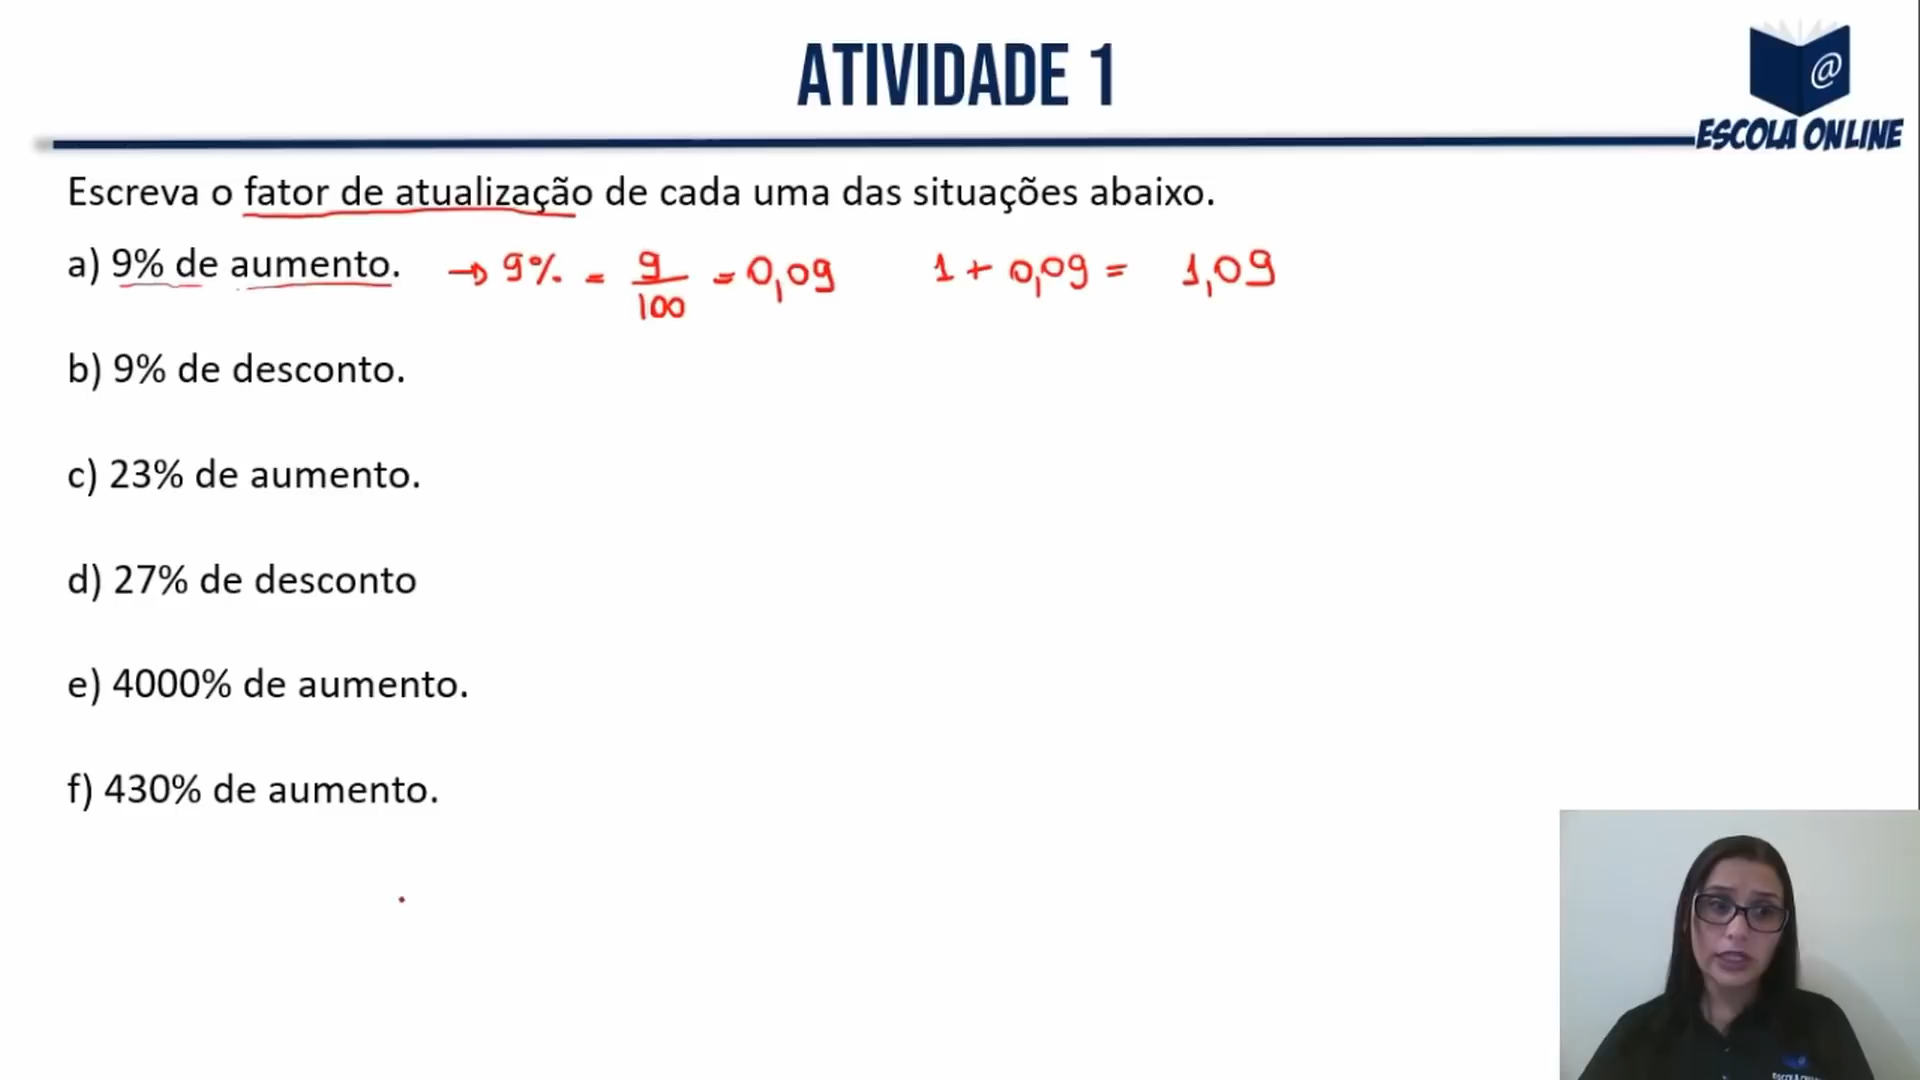 ATIVIDADE 1
@
ESCOLA ONLINE
Escreva o fator de atualização de cada uma das situações abaixo.
a) 9% de aumento. → 9% = 9/100 = 0,09 1 + 0,09 = 1,09
b) 9% de desconto.
c) 23% de aumento.
d) 27% de desconto
e) 4000% de aumento.
f) 430% de aumento.